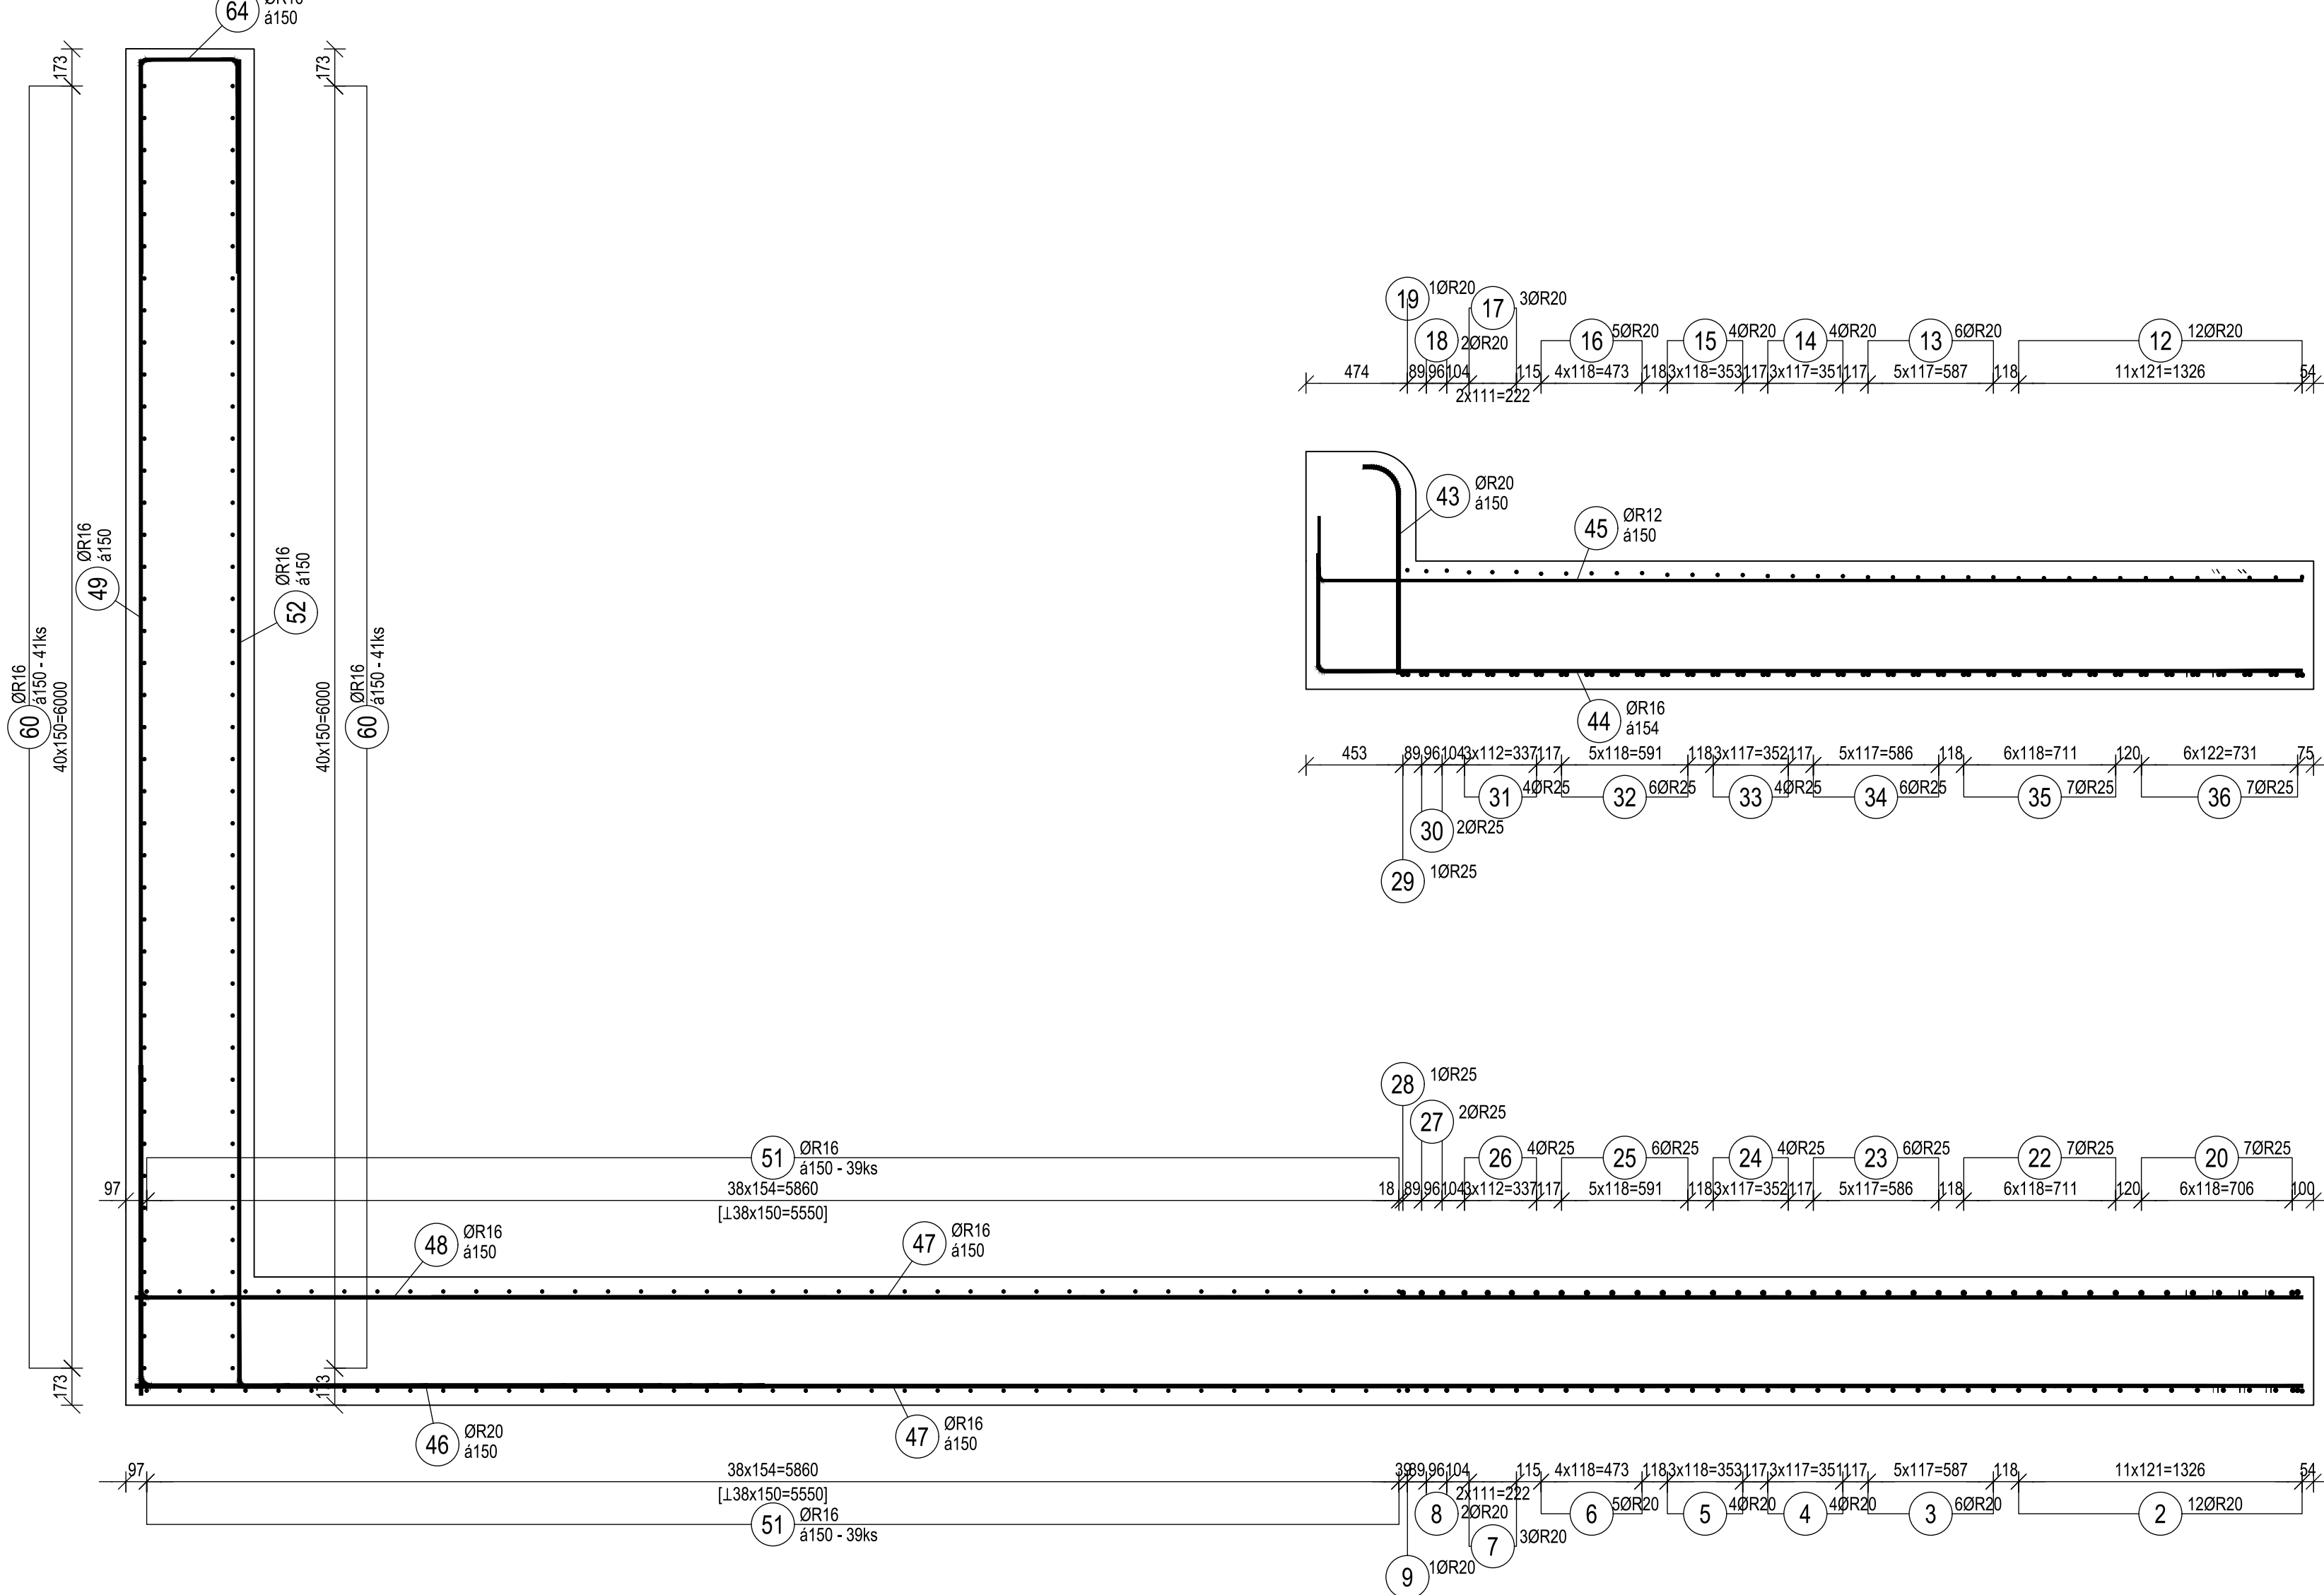 64
á150
173
173
ØR16
á150
49
ØR16
á150
52
60
ØR16
á150 - 41ks
40x150=6000
40x150=6000
60
ØR16
á150 - 41ks
173
173
19
1ØR20
17
3ØR20
18
2ØR20
16
5ØR20
15
4ØR20
14
4ØR20
13
6ØR20
12
12ØR20
474
89
96
104
2x111=222
115
4x118=473
118
3x118=353
117
3x117=351
117
5x117=587
118
11x121=1326
54
43
ØR20
á150
45
ØR12
á150
44
ØR16
á154
453
89
96
104
3x112=337
117
5x118=591
118
3x117=352
117
5x117=586
118
6x118=711
120
6x122=731
75
31
4ØR25
32
6ØR25
33
4ØR25
34
6ØR25
35
7ØR25
36
7ØR25
30
2ØR25
29
1ØR25
28
1ØR25
27
2ØR25
51
ØR16
á150 - 39ks
26
4ØR25
25
6ØR25
24
4ØR25
23
6ØR25
22
7ØR25
20
7ØR25
97
38x154=5860
[⊥38x150=5550]
18
89
96
104
3x112=337
117
5x118=591
118
3x117=352
117
5x117=586
118
6x118=711
120
6x118=706
100
48
ØR16
á150
47
ØR16
á150
46
ØR20
á150
47
ØR16
á150
97
38x154=5860
[⊥38x150=5550]
39
89
96
104
2x111=222
115
4x118=473
118
3x118=353
117
3x117=351
117
5x117=587
118
11x121=1326
54
51
ØR16
á150 - 39ks
8
2ØR20
6
5ØR20
5
4ØR20
4
4ØR20
3
6ØR20
2
12ØR20
7
3ØR20
9
1ØR20